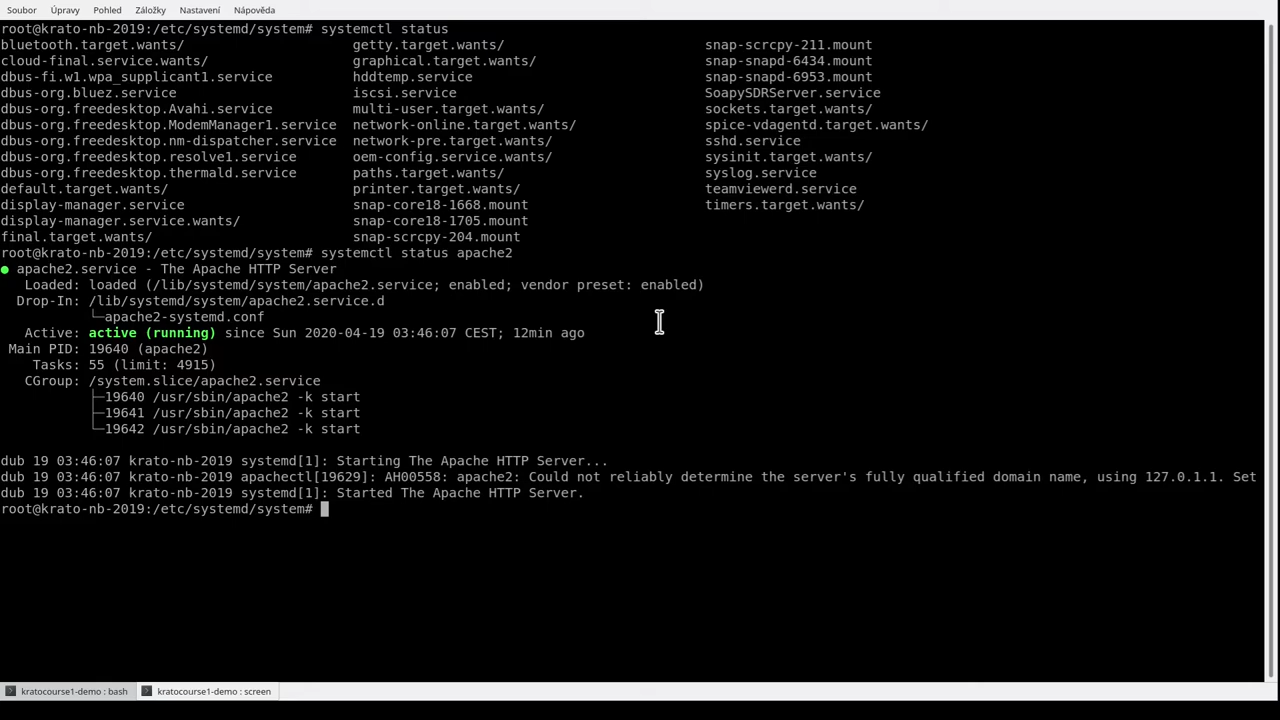 Soubor Úpravy Pohled Záložky Nastavení Nápověda
root@krato-nb-2019:/etc/systemd/system# systemctl status
bluetooth.target.wants/ getty.target.wants/ snap-scrcpy-211.mount
cloud-final.service.wants/ graphical.target.wants/ snap-snapd-6434.mount
dbus-fi.w1.wpa_supplicant1.service hddtemp.service snap-snapd-6953.mount
dbus-org.bluez.service iscsi.service SoapySDRServer.service
dbus-org.freedesktop.Avahi.service multi-user.target.wants/ sockets.target.wants/
dbus-org.freedesktop.ModemManager1.service network-online.target.wants/ spice-vdagentd.target.wants/
dbus-org.freedesktop.nm-dispatcher.service network-pre.target.wants/ sshd.service
dbus-org.freedesktop.resolve1.service oem-config.service.wants/ sysinit.target.wants/
dbus-org.freedesktop.thermald.service paths.target.wants/ syslog.service
default.target.wants/ printer.target.wants/ teamviewerd.service
display-manager.service snap-core18-1668.mount timers.target.wants/
display-manager.service.wants/ snap-core18-1705.mount
final.target.wants/ snap-scrcpy-204.mount
root@krato-nb-2019:/etc/systemd/system# systemctl status apache2
● apache2.service - The Apache HTTP Server
Loaded: loaded (/lib/systemd/system/apache2.service; enabled; vendor preset: enabled)
Drop-In: /lib/systemd/system/apache2.service.d
└─apache2-systemd.conf
Active: active (running) since Sun 2020-04-19 03:46:07 CEST; 12min ago
Main PID: 19640 (apache2)
Tasks: 55 (limit: 4915)
CGroup: /system.slice/apache2.service
├─19640 /usr/sbin/apache2 -k start
├─19641 /usr/sbin/apache2 -k start
└─19642 /usr/sbin/apache2 -k start
dub 19 03:46:07 krato-nb-2019 systemd[1]: Starting The Apache HTTP Server...
dub 19 03:46:07 krato-nb-2019 apachectl[19629]: AH00558: apache2: Could not reliably determine the server's fully qualified domain name, using 127.0.1.1. Set
dub 19 03:46:07 krato-nb-2019 systemd[1]: Started The Apache HTTP Server.
root@krato-nb-2019:/etc/systemd/system#
kratocourse1-demo : bash kratocourse1-demo : screen